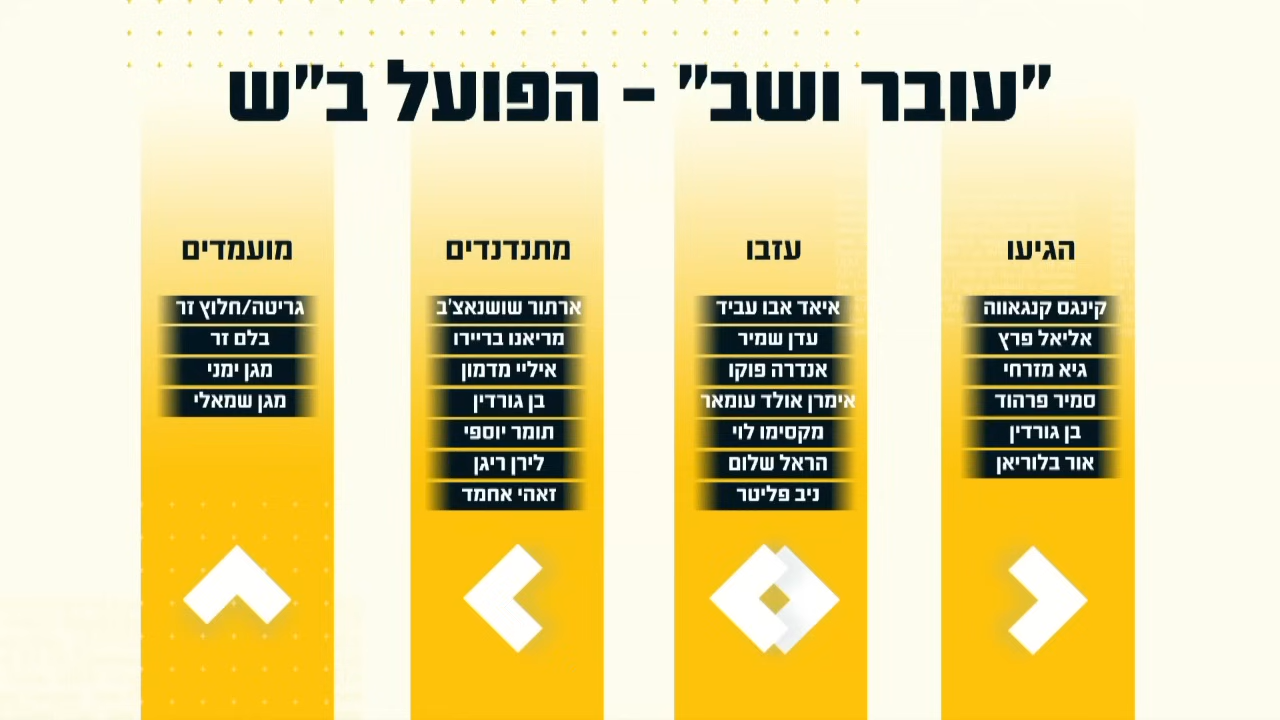 "עובר ושב" - הפועל ב"ש
הגיעו
קינגס קנגאווה
אליאל פרץ
גיא מזרחי
סמיר פרהוד
בן גורדין
אור בלוריאן
עזבו
איאד אבו עביד
עדן שמיר
אנדרה פוקו
אימרן אולד עומאר
מקסימו לוי
הראל שלום
ניב פליטר
מתנדנדים
ארתור שושנאצ'ב
מריאנו בריירו
איליי מדמון
בן גורדין
תומר יוספי
לירן ריגן
זאהי אחמד
מועמדים
גריטה/חלוץ זר
בלם זר
מגן ימני
מגן שמאלי